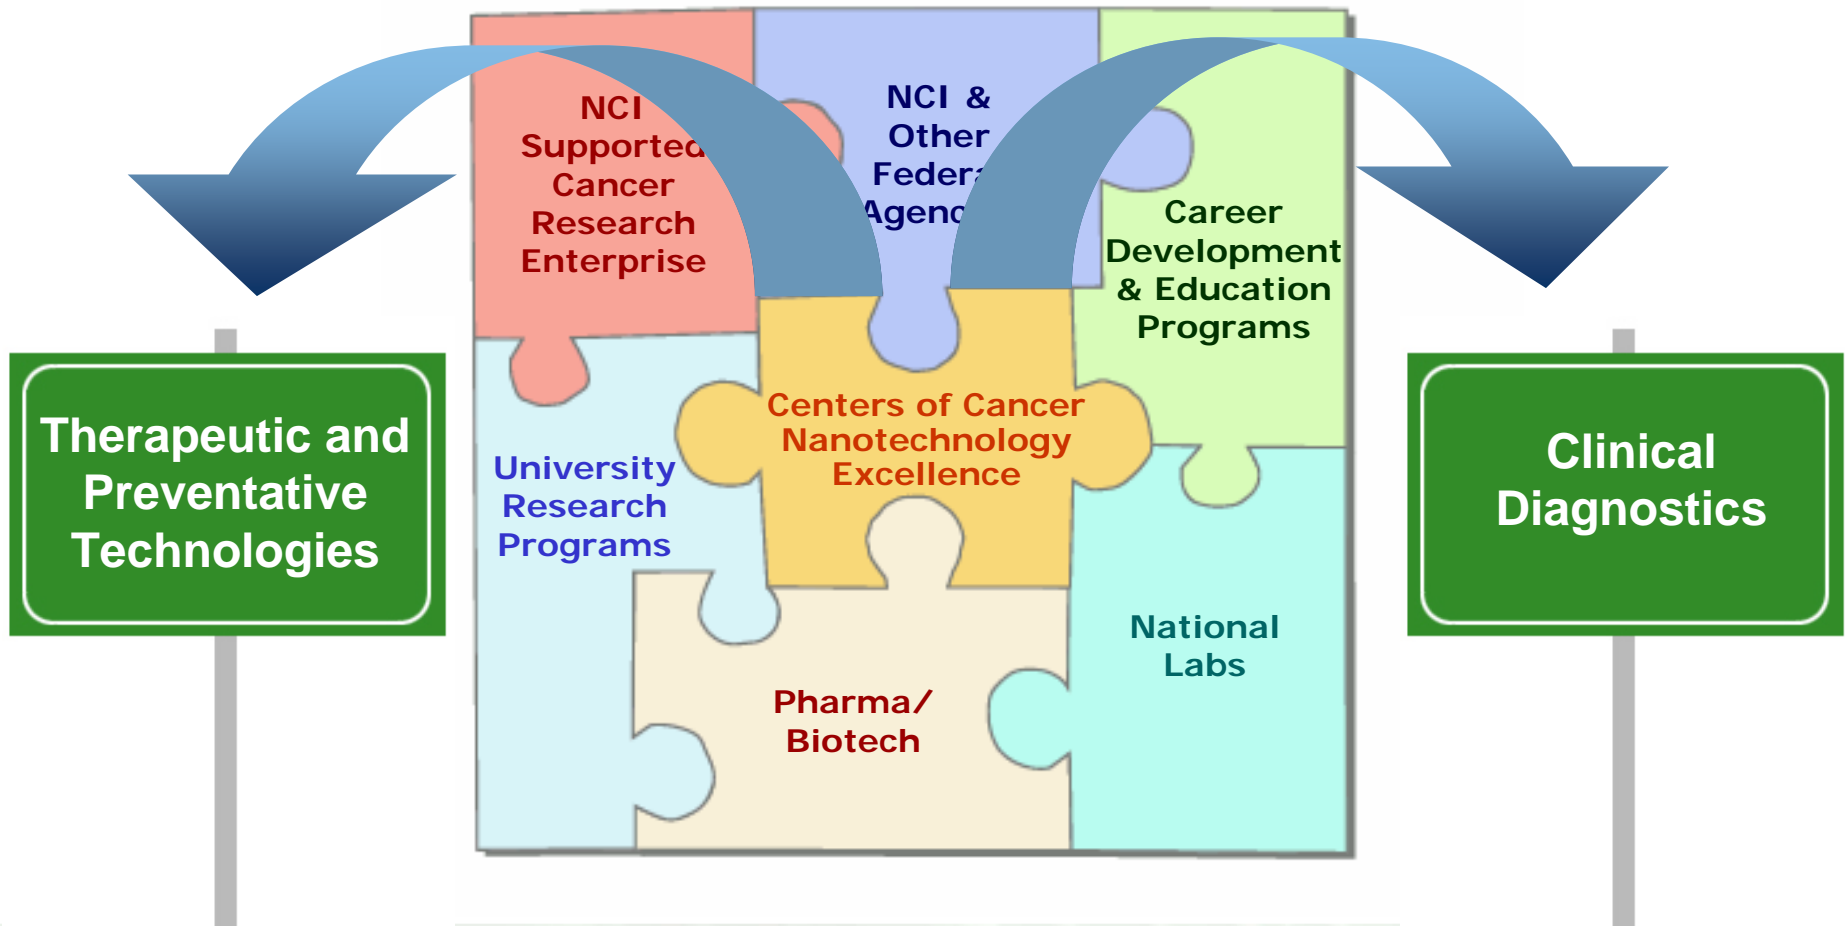 NCI
Supported
Cancer
Research
Enterprise
NCI &
Other
Career
Development
& Education
Programs
Therapeutic and
Preventative
Technologies
Centers of Cancer
Nanotechnology
Excellence
University
Research
Programs
Clinical
Diagnostics
National
Labs
Pharma/
Biotech